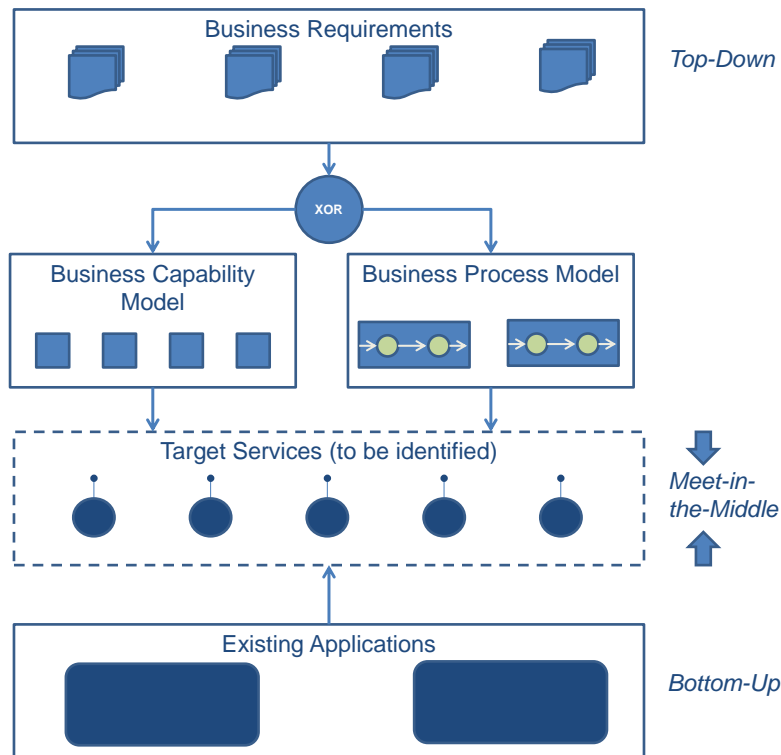 Business Requirements
Top-Down
XOR
Business Capability
Model
Business Process Model
Target Services (to be identified)
Meet-in-
the-Middle
Existing Applications
Bottom-Up